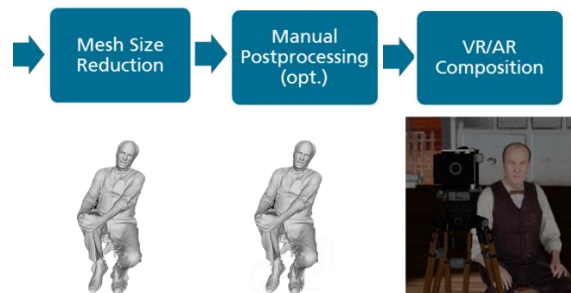 Mesh Size
Reduction
Manual
Postprocessing
(opt.)
VR/AR
Composition